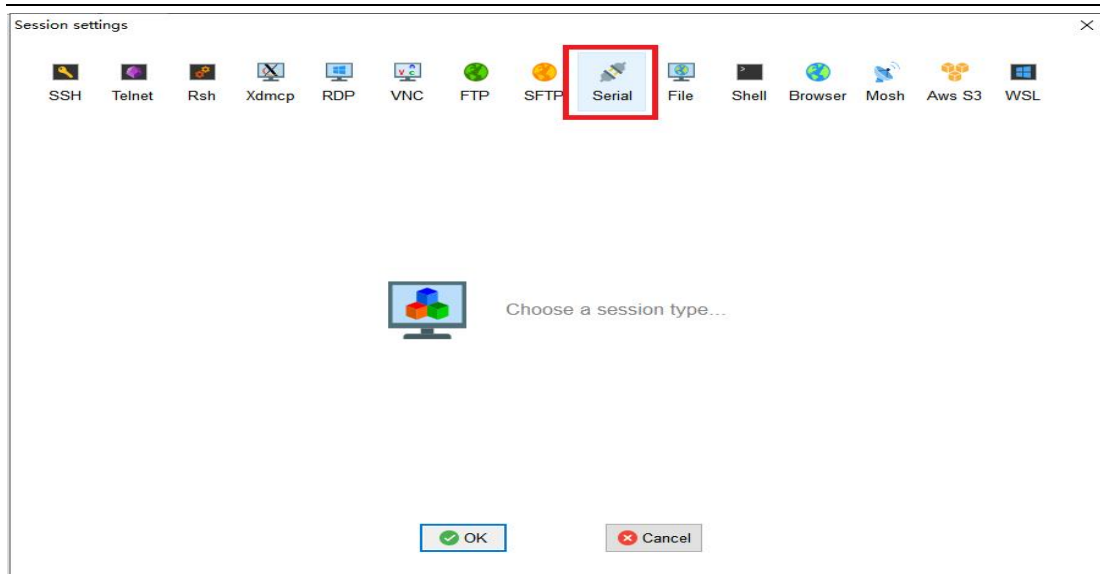 Session settings
SSH Telnet Rsh Xdmcp RDP VNC FTP SFTP Serial File Shell Browser Mosh Aws S3 WSL
Choose a session type...
OK Cancel